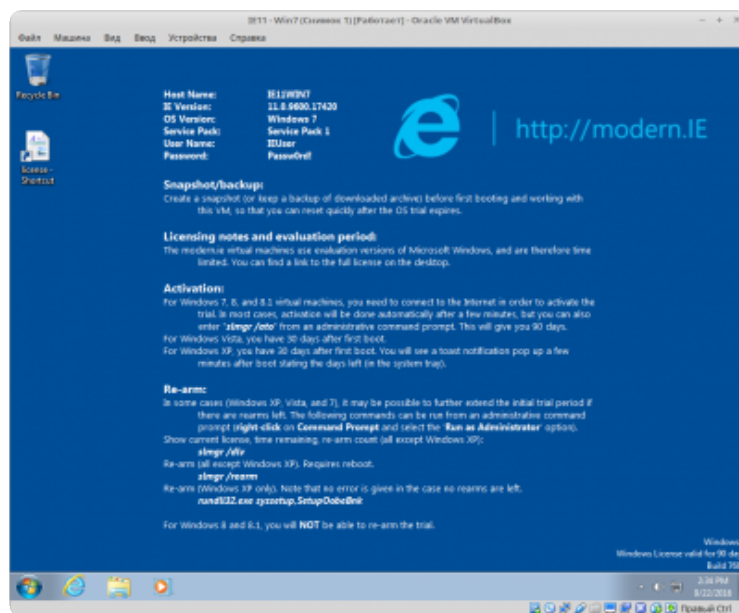 IE11 - Win7 (Снимок 1) [Работает] - Oracle VM VirtualBox
Файл Машина Вид Ввод Устройства Справка
Recycle Bin
license -
Shortcut
Host Name: IE11WIN7
IE Version: 11.0.9600.17420
OS Version: Windows 7
Service Pack: Service Pack 1
User Name: IEUser
Password: Passw0rd!
http://modern.IE
Snapshot/backup:
Create a snapshot (or keep a backup of downloaded archive) before first booting and working with
this VM, so that you can reset quickly after the OS trial expires.
Licensing notes and evaluation period:
The modern.ie virtual machines use evaluation versions of Microsoft Windows, and are therefore time
limited. You can find a link to the full license on the desktop.
Activation:
For Windows 7, 8, and 8.1 virtual machines, you need to connect to the Internet in order to activate the
trial. In most cases, activation will be done automatically after a few minutes, but you can also
enter "slmgr /ato" from an administrative command prompt. This will give you 90 days.
For Windows Vista, you have 30 days after first boot.
For Windows XP, you have 30 days after first boot. You will see a toast notification pop up a few
minutes after boot stating the days left (in the system tray).
Re-arm:
In some cases (Windows XP, Vista, and 7), it may be possible to further extend the initial trial period if
there are rearms left. The following commands can be run from an administrative command
prompt (right-click on Command Prompt and select the 'Run as Administrator' option).
Show current license, time remaining, re-arm count (all except Windows XP):
slmgr /dlv
Re-arm (all except Windows XP). Requires reboot.
slmgr /rearm
Re-arm (Windows XP only). Note that no error is given in the case no rearms are left.
rundll32.exe syssetup,SetupOobeBnk
For Windows 8 and 8.1, you will NOT be able to re-arm the trial.
Windows
Windows License valid for 90 da
Build 76
2:34 PM
8/22/2016
Правый Ctrl